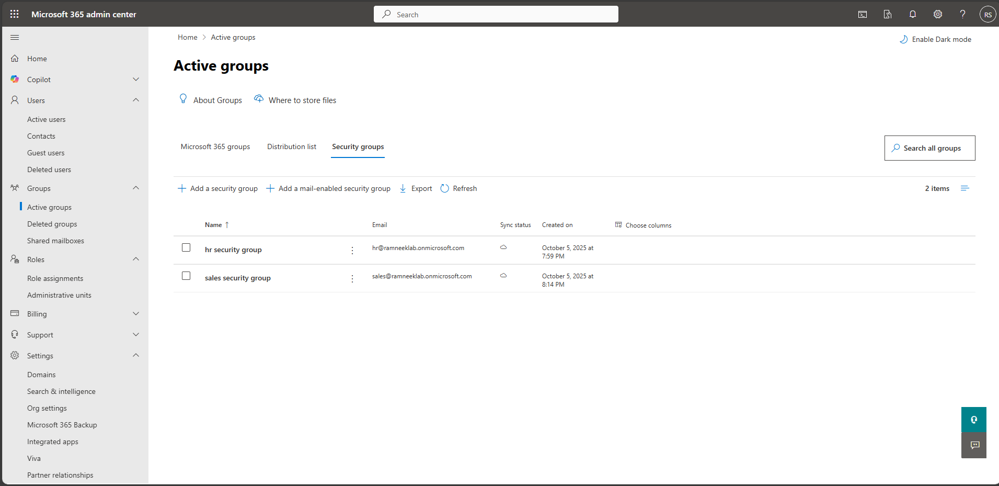 Microsoft 365 admin center
Search
RS
Home
Copilot
Users
Active users
Contacts
Guest users
Deleted users
Groups
Active groups
Deleted groups
Shared mailboxes
Roles
Role assignments
Administrative units
Billing
Support
Settings
Domains
Search & intelligence
Org settings
Microsoft 365 Backup
Integrated apps
Viva
Partner relationships
Home > Active groups
Enable Dark mode
Active groups
About Groups Where to store files
Microsoft 365 groups Distribution list Security groups
Search all groups
Add a security group Add a mail-enabled security group Export Refresh
2 items
Name ↑ Email Sync status Created on Choose columns
hr security group hr@ramneeklab.onmicrosoft.com October 5, 2025 at
7:59 PM
sales security group sales@ramneeklab.onmicrosoft.com October 5, 2025 at
8:14 PM